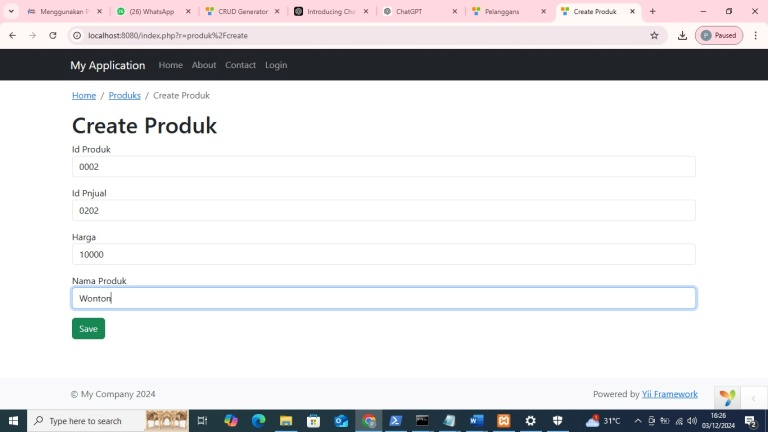 Menggunakan P
(26) WhatsApp
CRUD Generator
Introducing Cha
ChatGPT
Pelanggans
Create Produk
localhost:8080/index.php?r=produk%2Fcreate
P Paused
My Application Home About Contact Login
Home / Produks / Create Produk
Create Produk
Id Produk
0002
Id Pnjual
0202
Harga
10000
Nama Produk
Wonton
Save
© My Company 2024 Powered by Yii Framework
Type here to search
31°C
16:26
03/12/2024